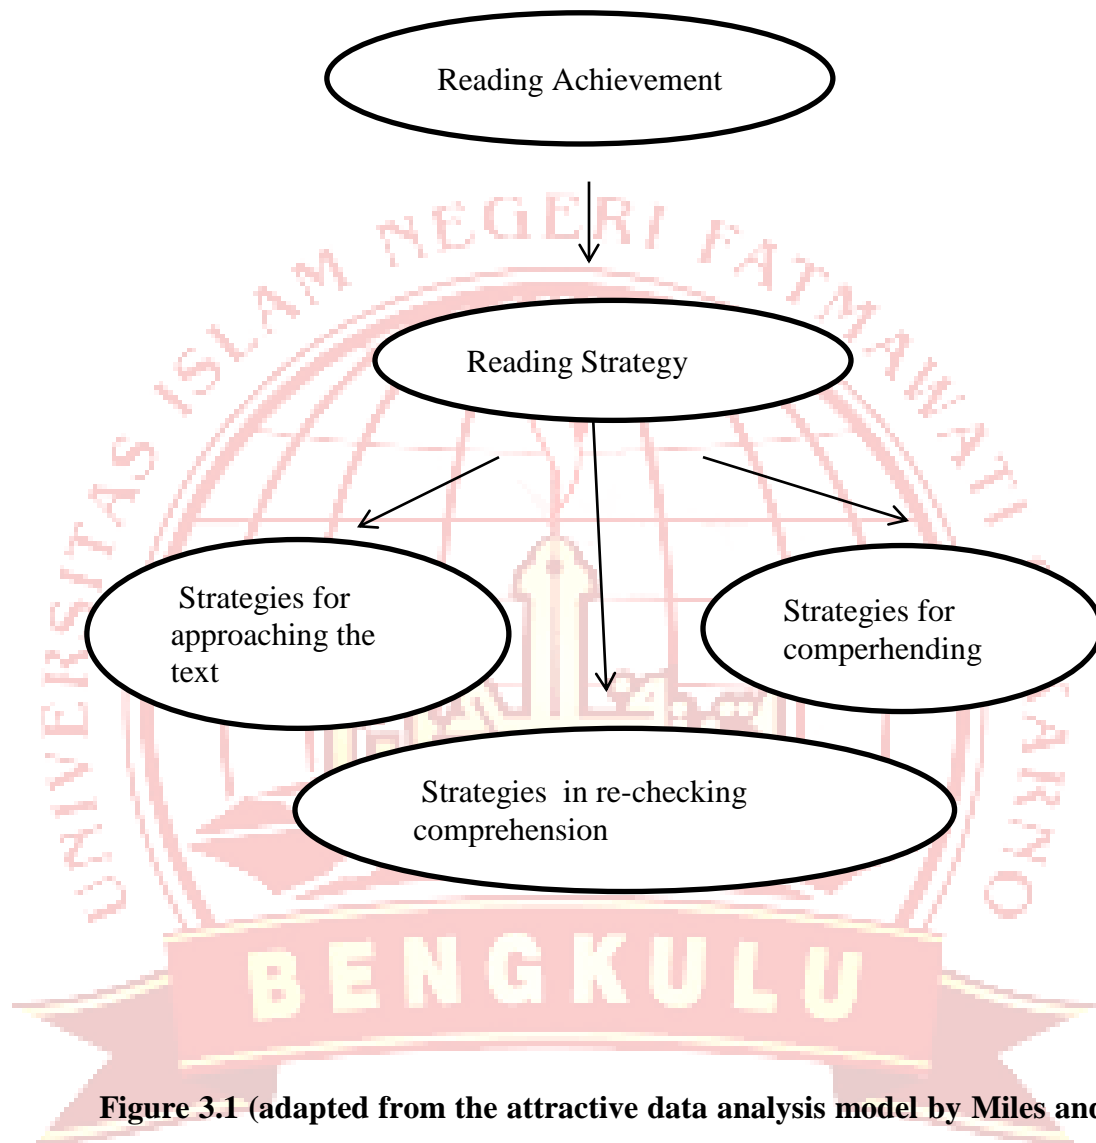 Reading Achievement
UNIVERSITAS ISLAM NEGERI FATMAWATI
Reading Strategy
Strategies for
approaching the
text
Strategies for
comperhending
Strategies  in re-checking
comprehension
BENGKULU
Figure 3.1 (adapted from the attractive data analysis model by Miles and